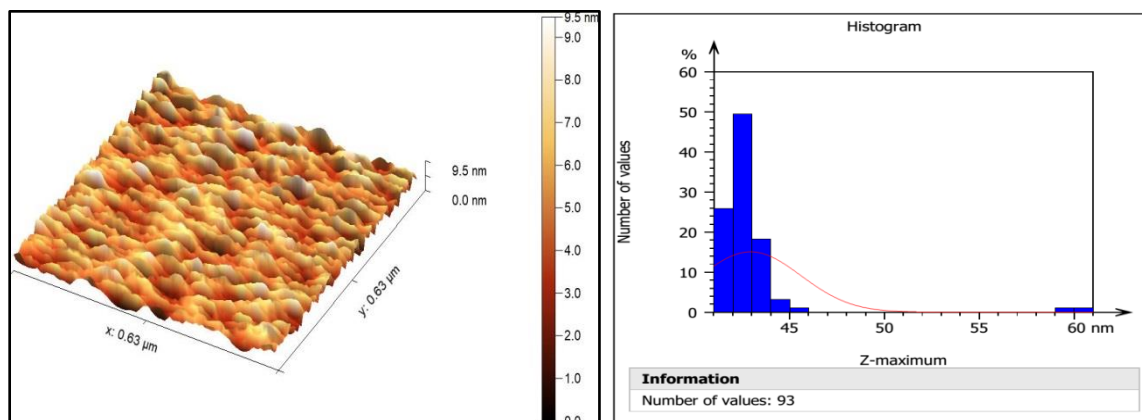 9.5 nm
9.0
8.0
7.0
6.0
5.0
4.0
3.0
2.0
1.0
0.0
9.5 nm
0.0 nm
x: 0.63 µm
y: 0.63 µm
Histogram
%
60
50
40
30
20
10
0
Number of values
45
50
55
60 nm
Z-maximum
Information
Number of values: 93